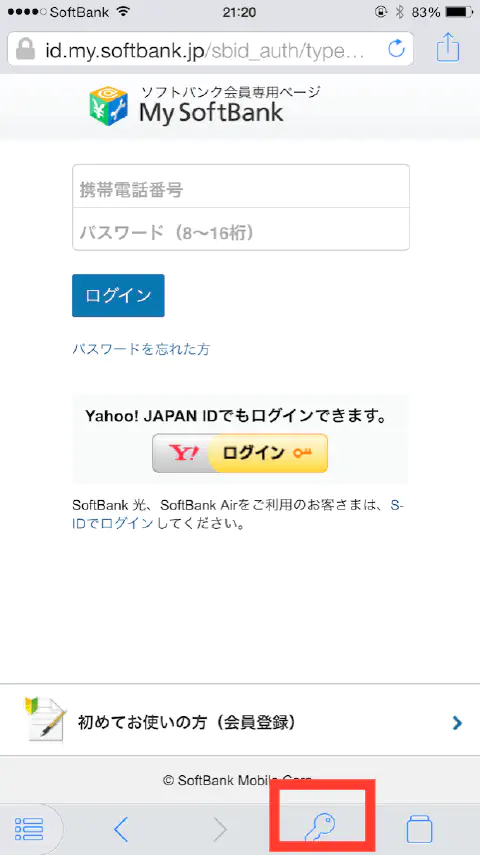 SoftBank 21:20 83%
id.my.softbank.jp/sbid_auth/type...
ソフトバンク会員専用ページ
My SoftBank
携帯電話番号
パスワード（8〜16桁）
ログイン
パスワードを忘れた方
Yahoo! JAPAN IDでもログインできます。
Y! ログイン
SoftBank 光、SoftBank Airをご利用のお客さまは、S-
IDでログインしてください。
初めてお使いの方（会員登録）
© SoftBank Mobile Corp.